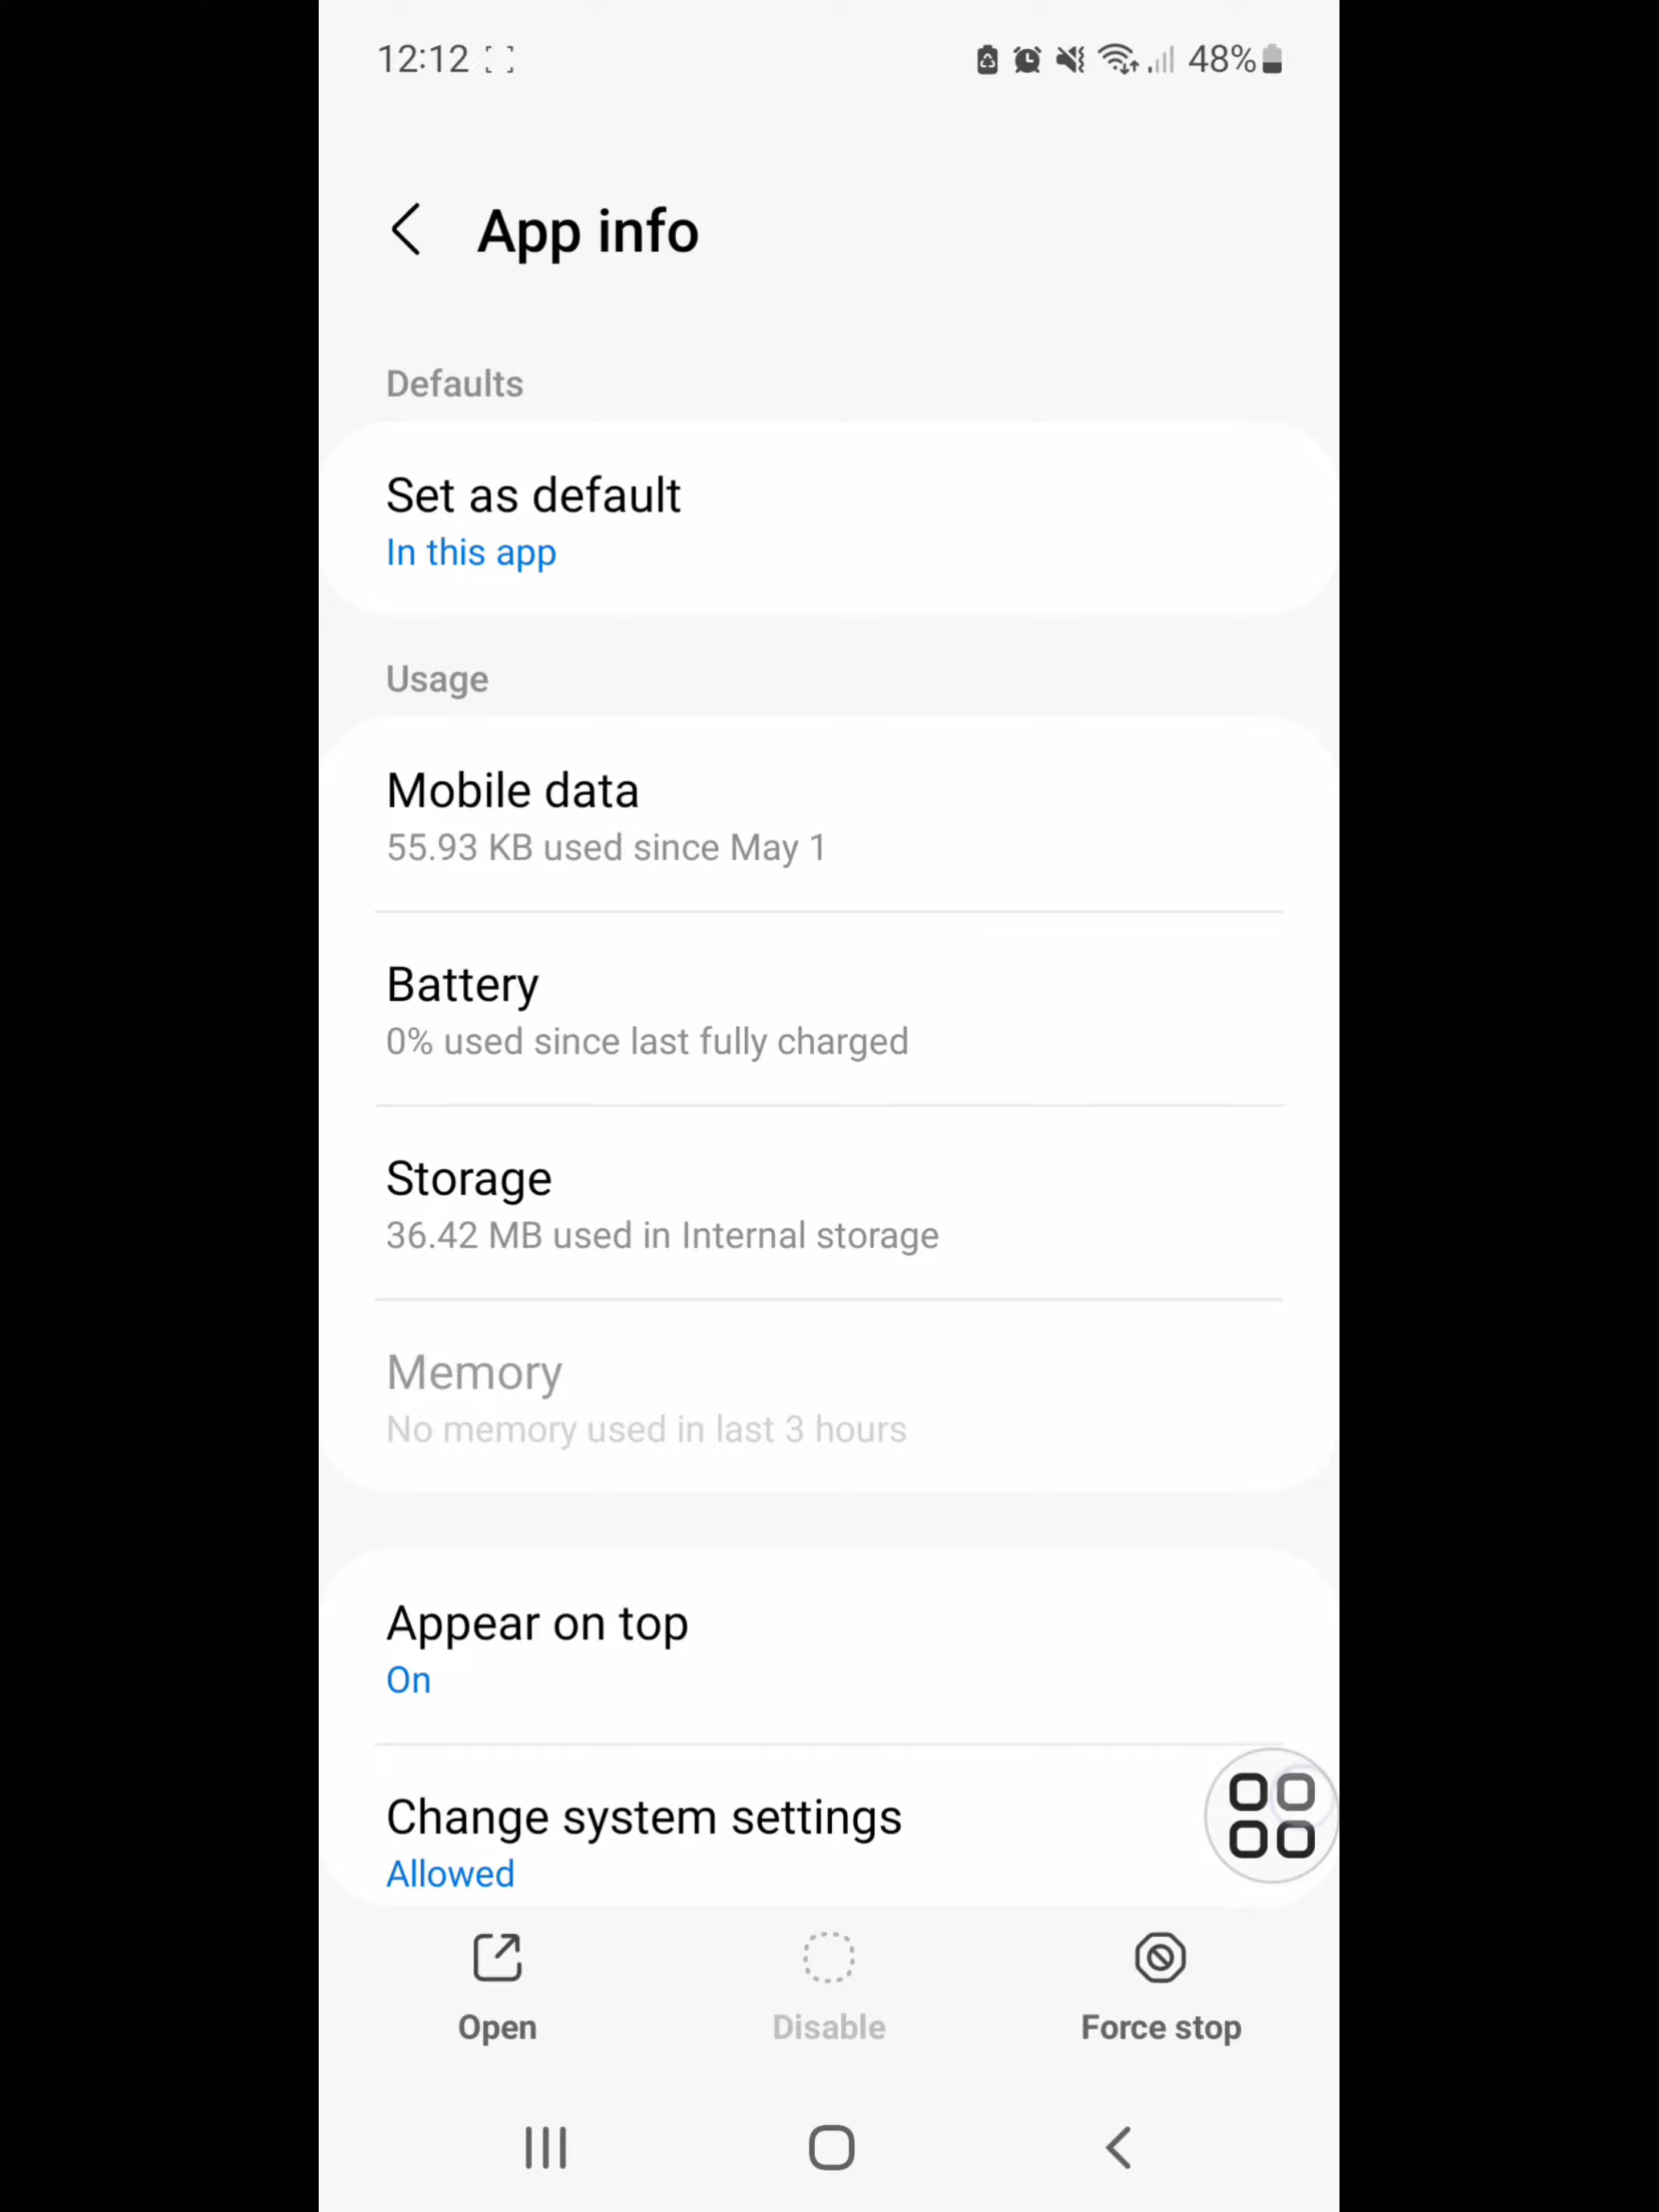 12:12 48%
App info
Defaults
Set as default
In this app
Usage
Mobile data
55.93 KB used since May 1
Battery
0% used since last fully charged
Storage
36.42 MB used in Internal storage
Memory
No memory used in last 3 hours
Appear on top
On
Change system settings
Allowed
Open Disable Force stop